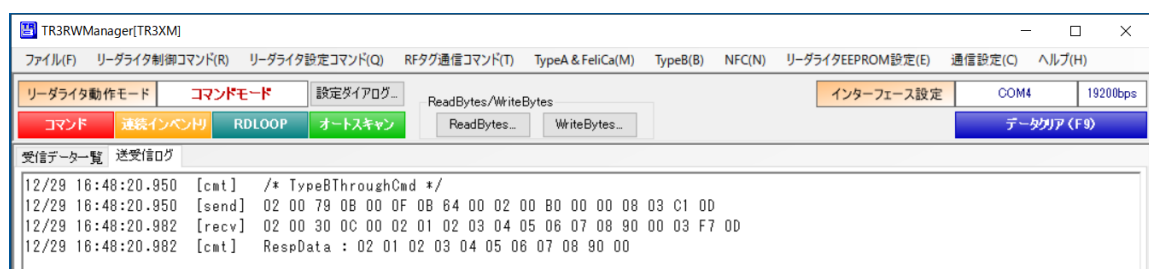 TR3RWManager[TR3XM]
ファイル(F) リーダライタ制御コマンド(R) リーダライタ設定コマンド(Q) RFタグ通信コマンド(T) TypeA & FeliCa(M) TypeB(B) NFC(N) リーダライタEEPROM設定(E) 通信設定(C) ヘルプ(H)
リーダライタ動作モード コマンドモード 設定ダイアログ... ReadBytes/WriteBytes インターフェース設定 COM4 19200bps
コマンド 連続インベントリ RDLOOP オートスキャン ReadBytes... WriteBytes... データクリア(F9)
受信データ一覧 送受信ログ
12/29 16:48:20.950 [cmt] /* TypeBThroughCmd */
12/29 16:48:20.950 [send] 02 00 79 0B 00 0F 0B 64 00 02 00 B0 00 00 08 03 C1 0D
12/29 16:48:20.982 [recv] 02 00 30 0C 00 02 01 02 03 04 05 06 07 08 90 00 03 F7 0D
12/29 16:48:20.982 [cmt] RespData : 02 01 02 03 04 05 06 07 08 90 00